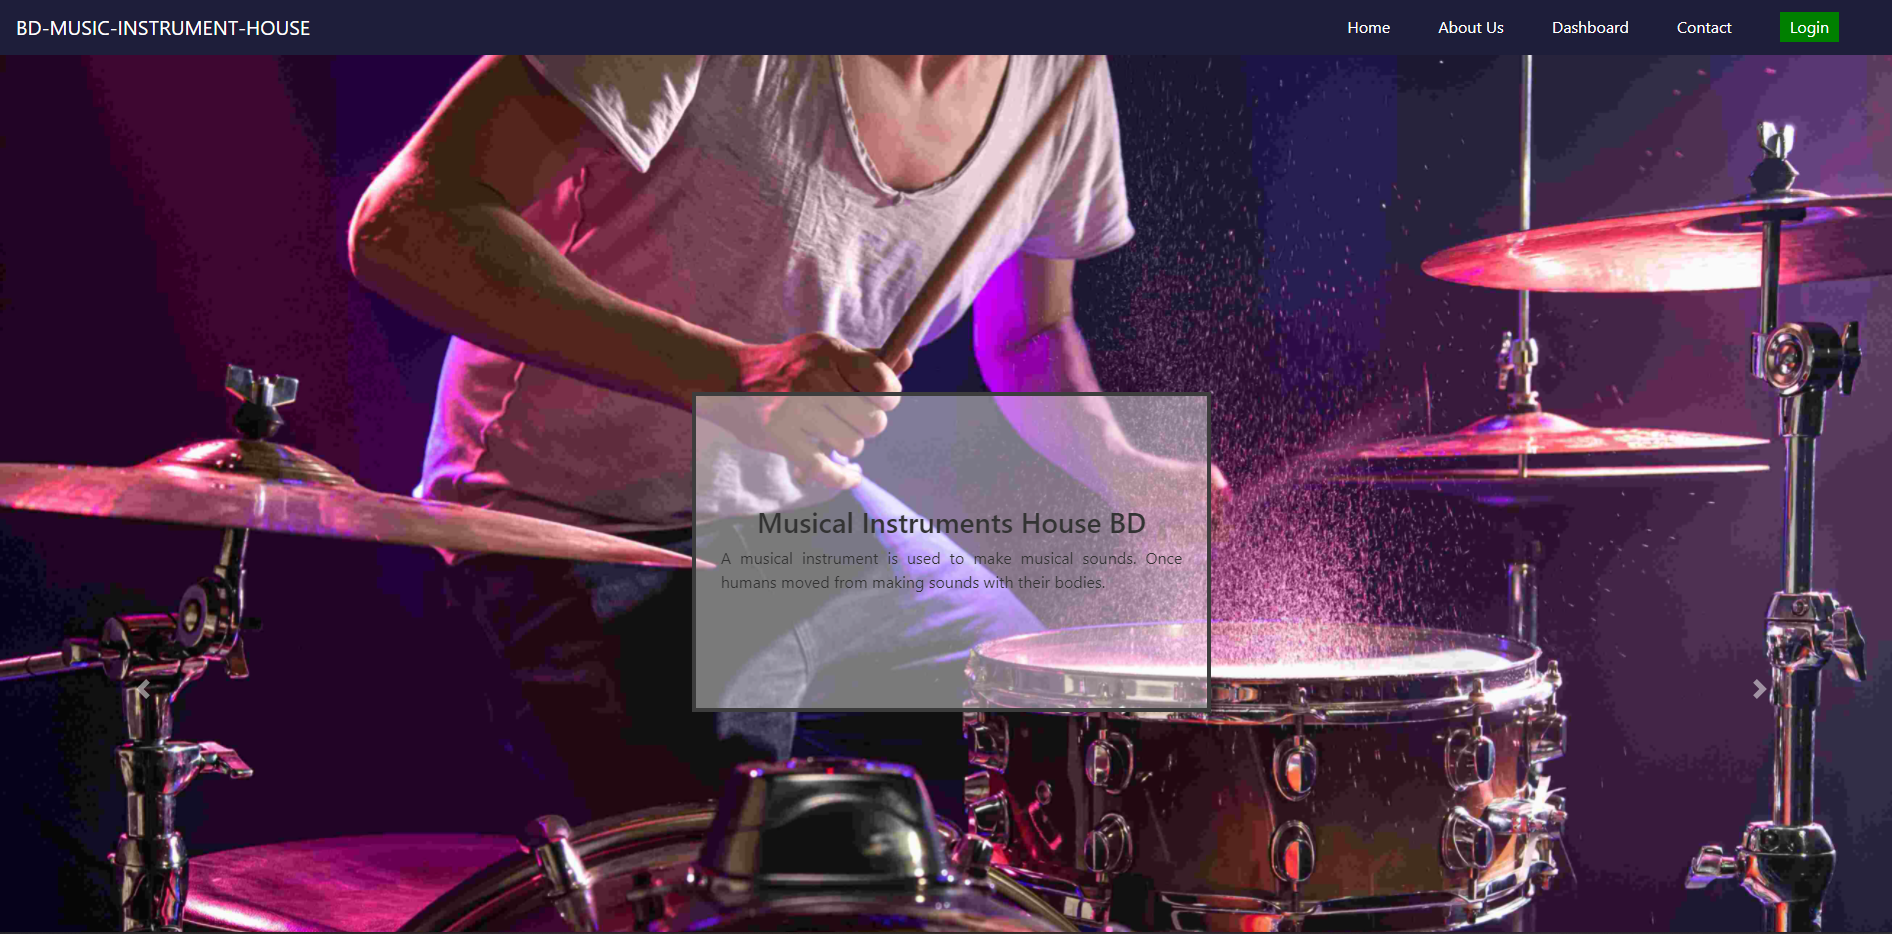 BD-MUSIC-INSTRUMENT-HOUSE
Home About Us Dashboard Contact Login
Musical Instruments House BD
A musical instrument is used to make musical sounds. Once
humans moved from making sounds with their bodies.